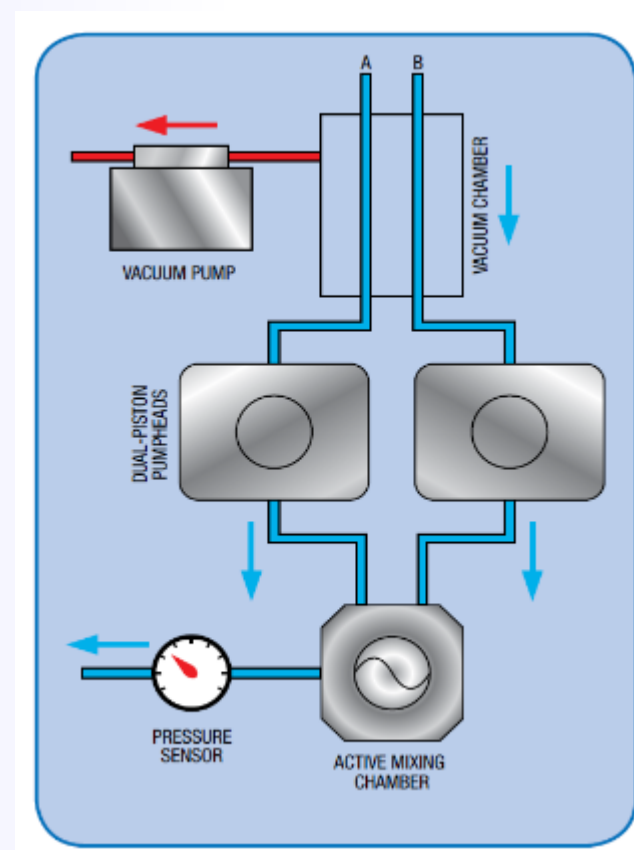 A
B
VACUUM CHAMBER
VACUUM PUMP
DUAL-PISTON
PUMPHEADS
PRESSURE
SENSOR
ACTIVE MIXING
CHAMBER